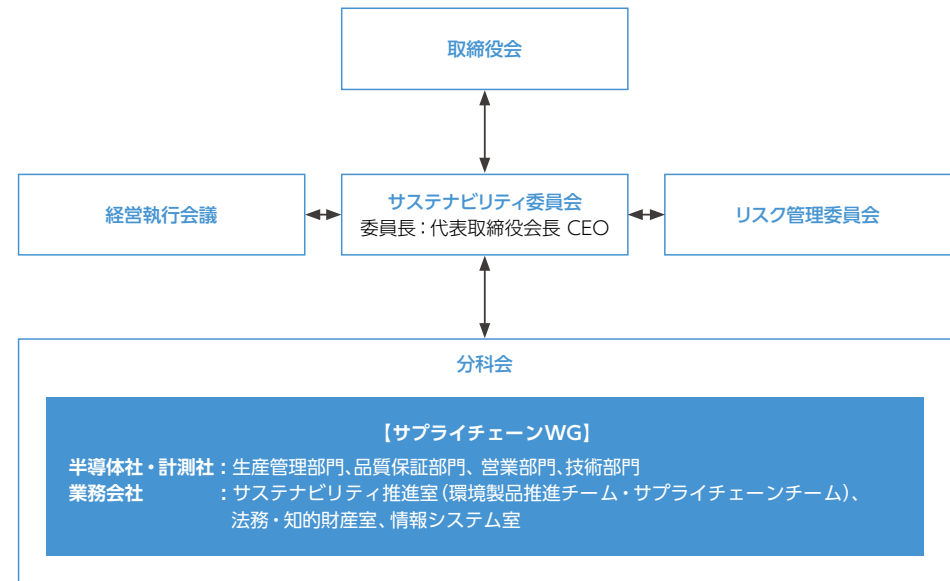 取締役会
経営執行会議
サステナビリティ委員会
委員長：代表取締役会長 CEO
リスク管理委員会
分科会
【サプライチェーンWG】
半導体社・計測社：生産管理部門、品質保証部門、営業部門、技術部門
業務会社　　　　：サステナビリティ推進室（環境製品推進チーム・サプライチェーンチーム）、
法務・知的財産室、情報システム室